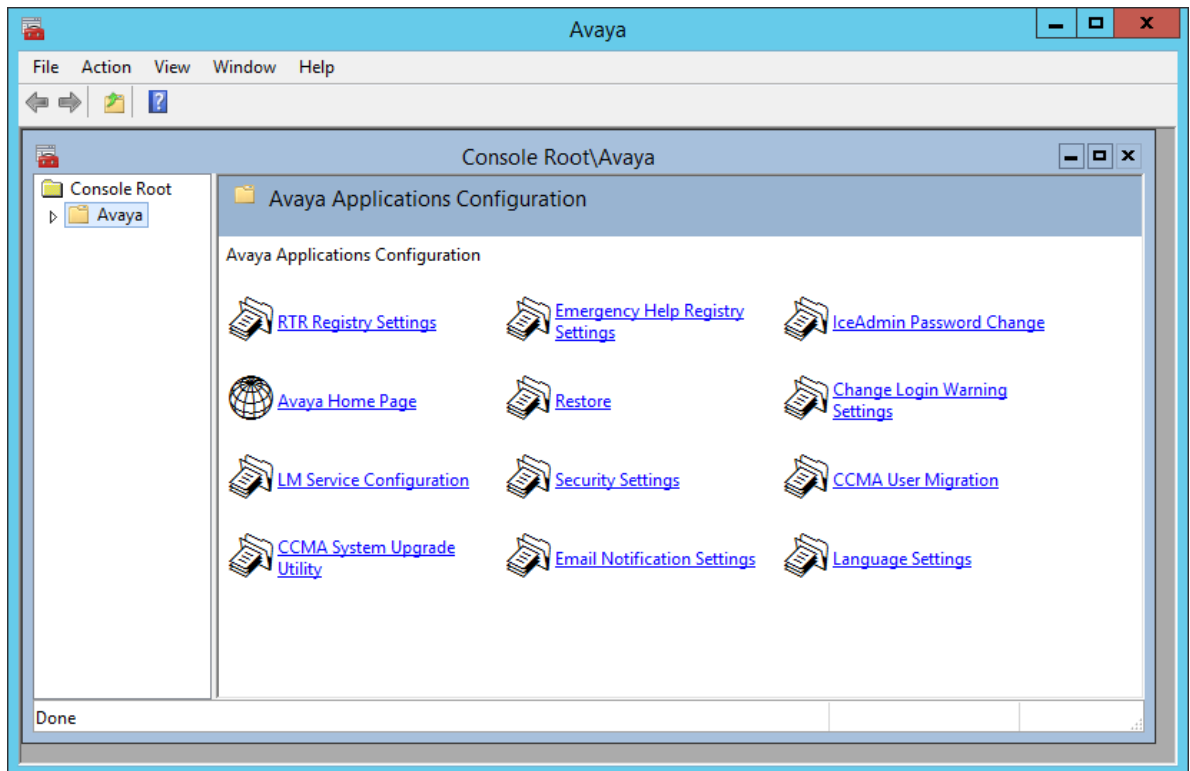 Avaya
File Action View Window Help
Console Root\Avaya
Console Root
Avaya
Avaya Applications Configuration
Avaya Applications Configuration
RTR Registry Settings
Emergency Help Registry
Settings
IceAdmin Password Change
Avaya Home Page
Restore
Change Login Warning
Settings
LM Service Configuration
Security Settings
CCMA User Migration
CCMA System Upgrade
Utility
Email Notification Settings
Language Settings
Done